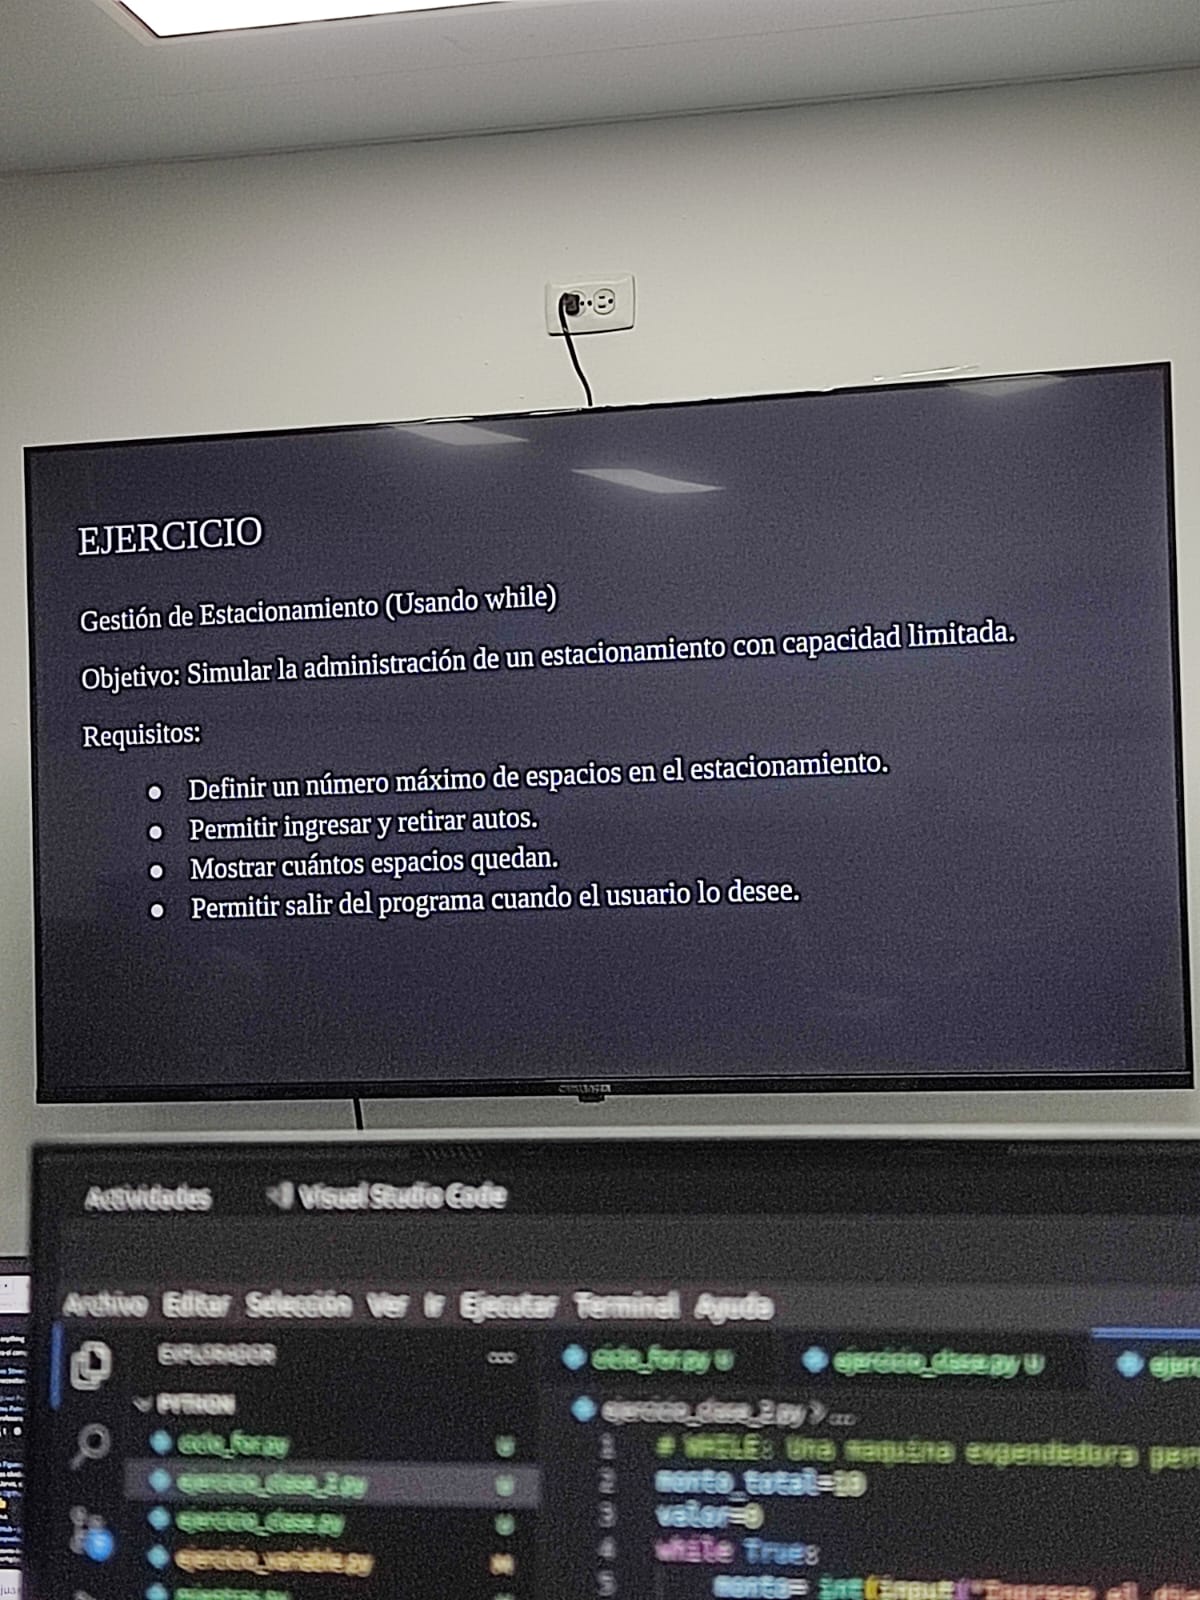 EJERCICIO
Gestión de Estacionamiento (Usando while)
Objetivo: Simular la administración de un estacionamiento con capacidad limitada.
Requisitos:
● Definir un número máximo de espacios en el estacionamiento.
● Permitir ingresar y retirar autos.
● Mostrar cuántos espacios quedan.
● Permitir salir del programa cuando el usuario lo desee.
Actividades Visual Studio Code
Archivo Editar Selección Ver Ir Ejecutar Terminal Ayuda
EXPLORADOR ... ciclo_for.py U ejercicio_clase.py U
PYTHON ejercicio_clase_2.py > ...
ciclo_for.py U
ejercicio_clase_2.py U
ejercicio_clase.py U
ejercicio_variable.py M
1 # WHILE: Una maquina expendedora
2 monto_total=10
3 valor=0
4 while True:
5 monto= int(input("Ingrese el